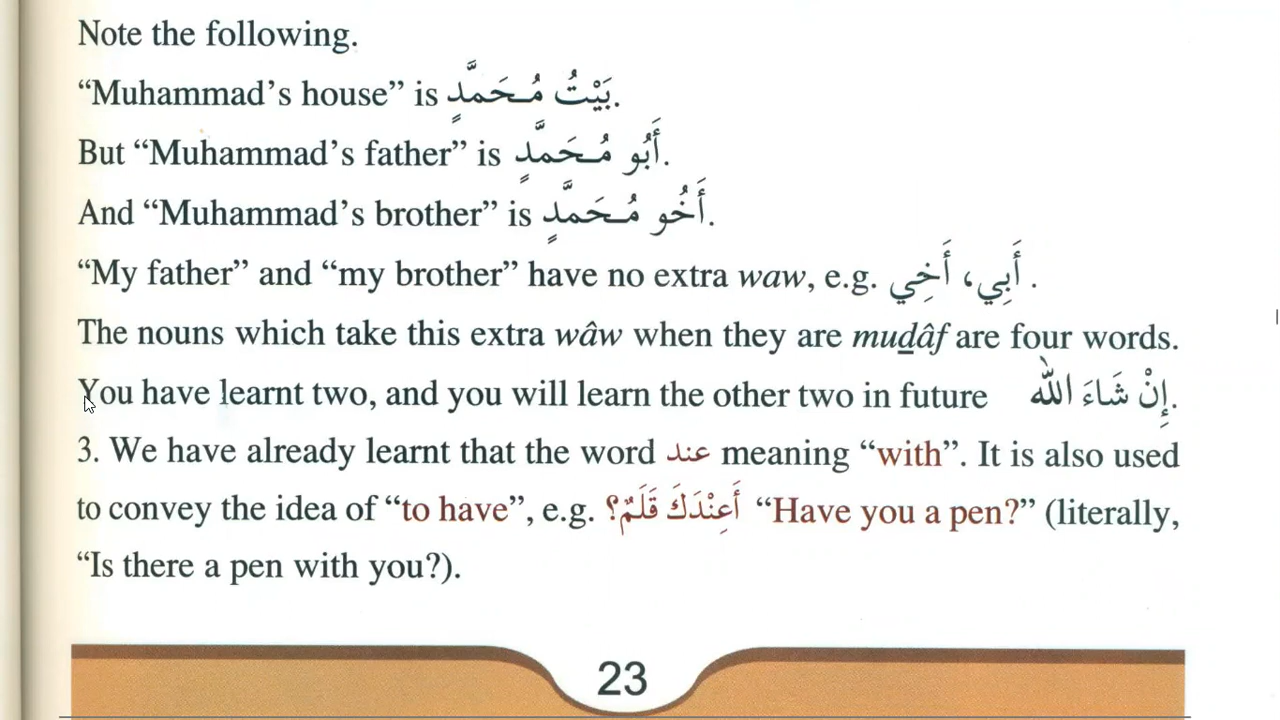 Note the following.
“Muhammad’s house” is بَيْتُ مُحَمَّدٍ.
But “Muhammad’s father” is أَبُو مُحَمَّدٍ.
And “Muhammad’s brother” is أَخُو مُحَمَّدٍ.
“My father” and “my brother” have no extra waw, e.g. أَبِي، أَخِي .
The nouns which take this extra wâw when they are muḏâf are four words.
You have learnt two, and you will learn the other two in future إِنْ شَاءَ اللهُ.
3. We have already learnt that the word عند meaning “with”. It is also used
to convey the idea of “to have”, e.g. أَعِنْدَكَ قَلَمٌ؟ “Have you a pen?” (literally,
“Is there a pen with you?).
23